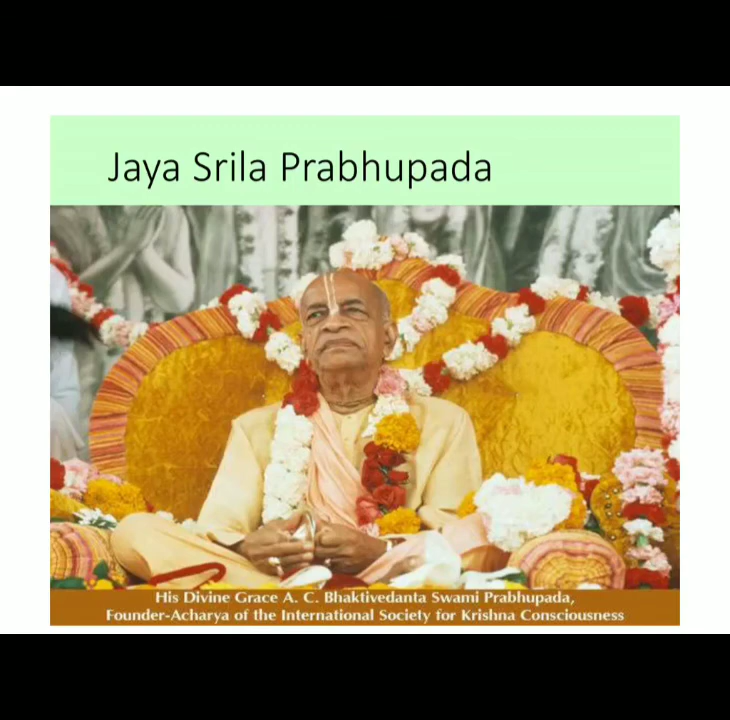 Jaya Srila Prabhupada
His Divine Grace A. C. Bhaktivedanta Swami Prabhupada,
Founder-Acharya of the International Society for Krishna Consciousness